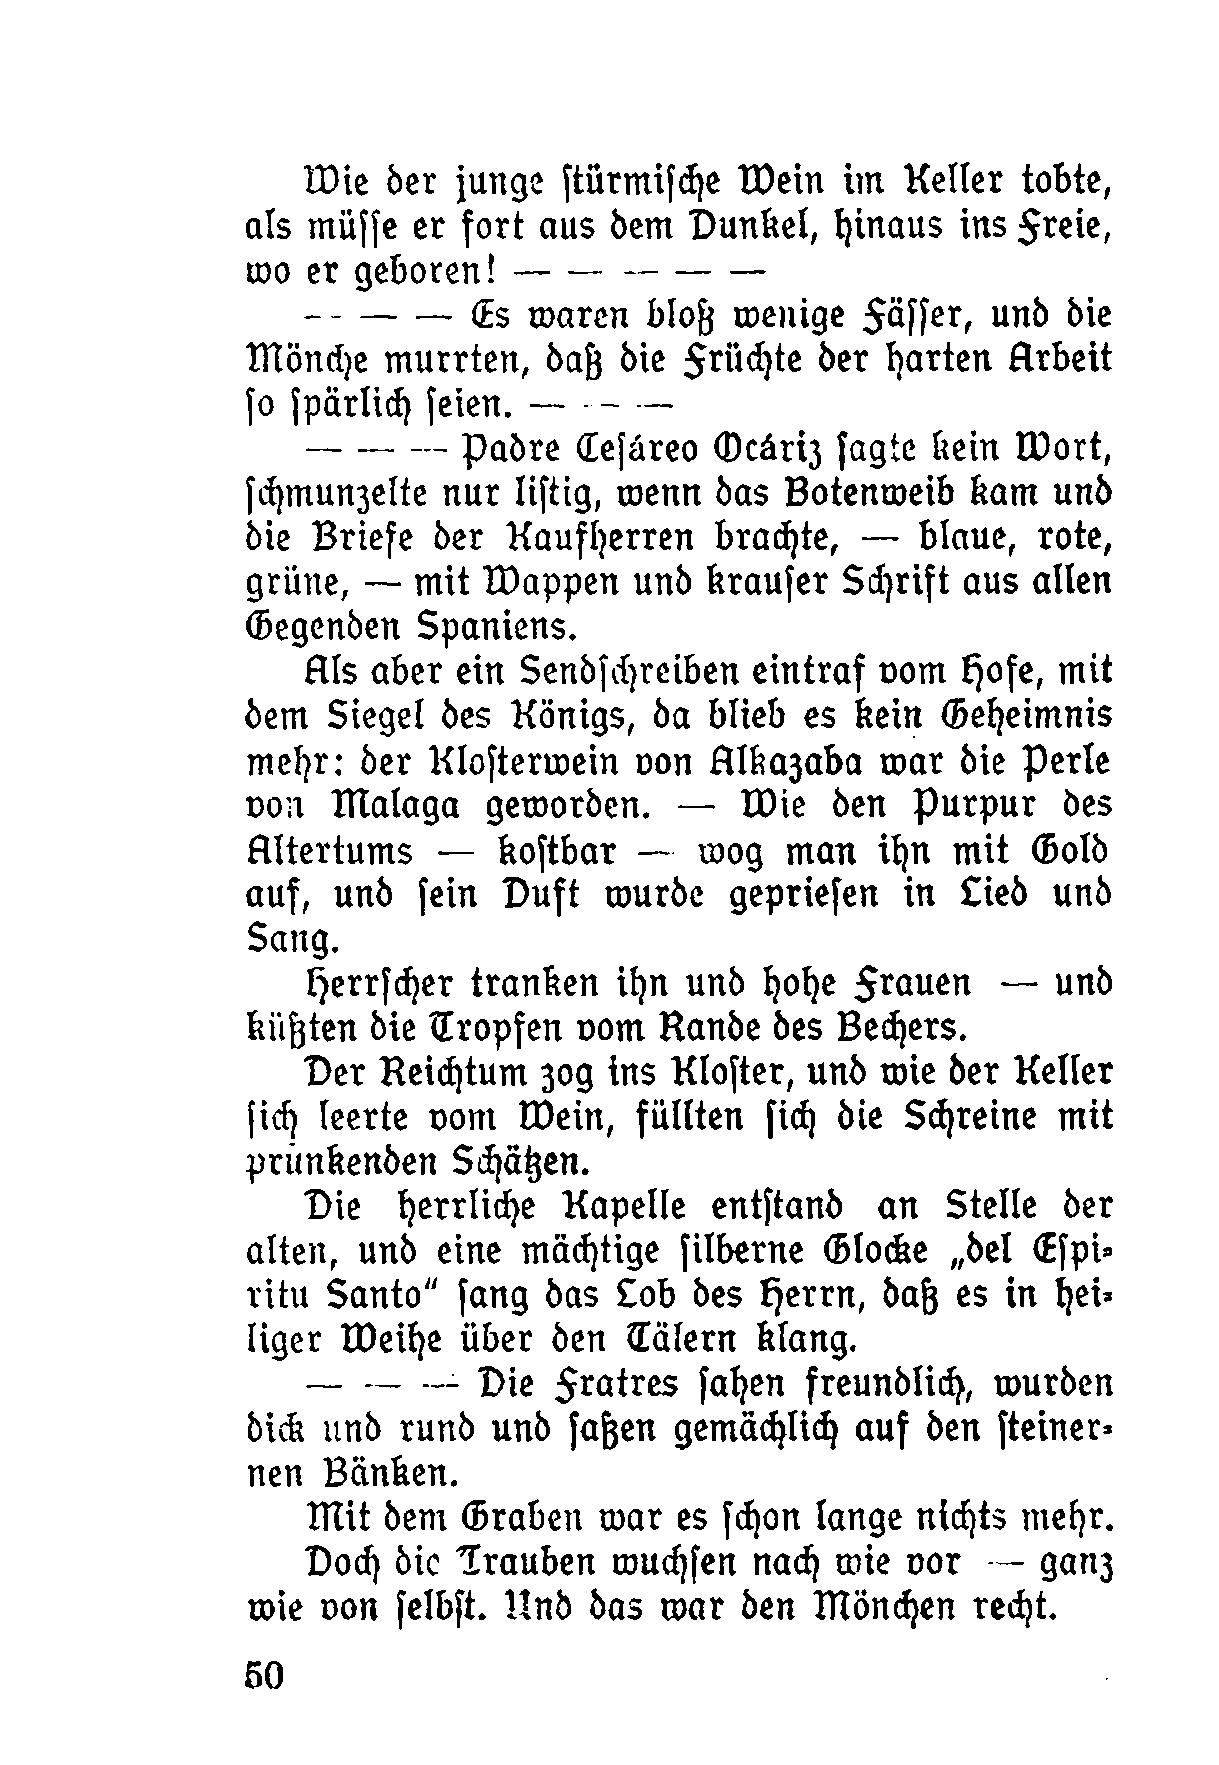 Wie der junge ſtürmiſche Wein im Keller tobte,
als müſſe er fort aus dem Dunkel, hinaus ins Freie,
wo er geboren! — — — — —
— — — Es waren bloß wenige Fäſſer, und die
Mönche murrten, daß die Früchte der harten Arbeit
ſo ſpärlich ſeien. — — —
— — — Padre Ceſáreo Ocáriz ſagte kein Wort,
ſchmunzelte nur liſtig, wenn das Botenweib kam und
die Briefe der Kaufherren brachte, — blaue, rote,
grüne, — mit Wappen und krauſer Schrift aus allen
Gegenden Spaniens.
Als aber ein Sendſchreiben eintraf vom Hofe, mit
dem Siegel des Königs, da blieb es kein Geheimnis
mehr: der Kloſterwein von Alkazaba war die Perle
von Malaga geworden. — Wie den Purpur des
Altertums — koſtbar — wog man ihn mit Gold
auf, und ſein Duft wurde geprieſen in Lied und
Sang.
Herrſcher tranken ihn und hohe Frauen — und
küßten die Tropfen vom Rande des Bechers.
Der Reichtum zog ins Kloſter, und wie der Keller
ſich leerte vom Wein, füllten ſich die Schreine mit
prunkenden Schätzen.
Die herrliche Kapelle entſtand an Stelle der
alten, und eine mächtige ſilberne Glocke „del Eſpi-
ritu Santo“ ſang das Lob des Herrn, daß es in hei-
liger Weihe über den Tälern klang.
— — — Die Fratres ſahen freundlich, wurden
dick und rund und ſaßen gemächlich auf den ſteiner-
nen Bänken.
Mit dem Graben war es ſchon lange nichts mehr.
Doch die Trauben wuchſen nach wie vor — ganz
wie von ſelbſt. Und das war den Mönchen recht.
50